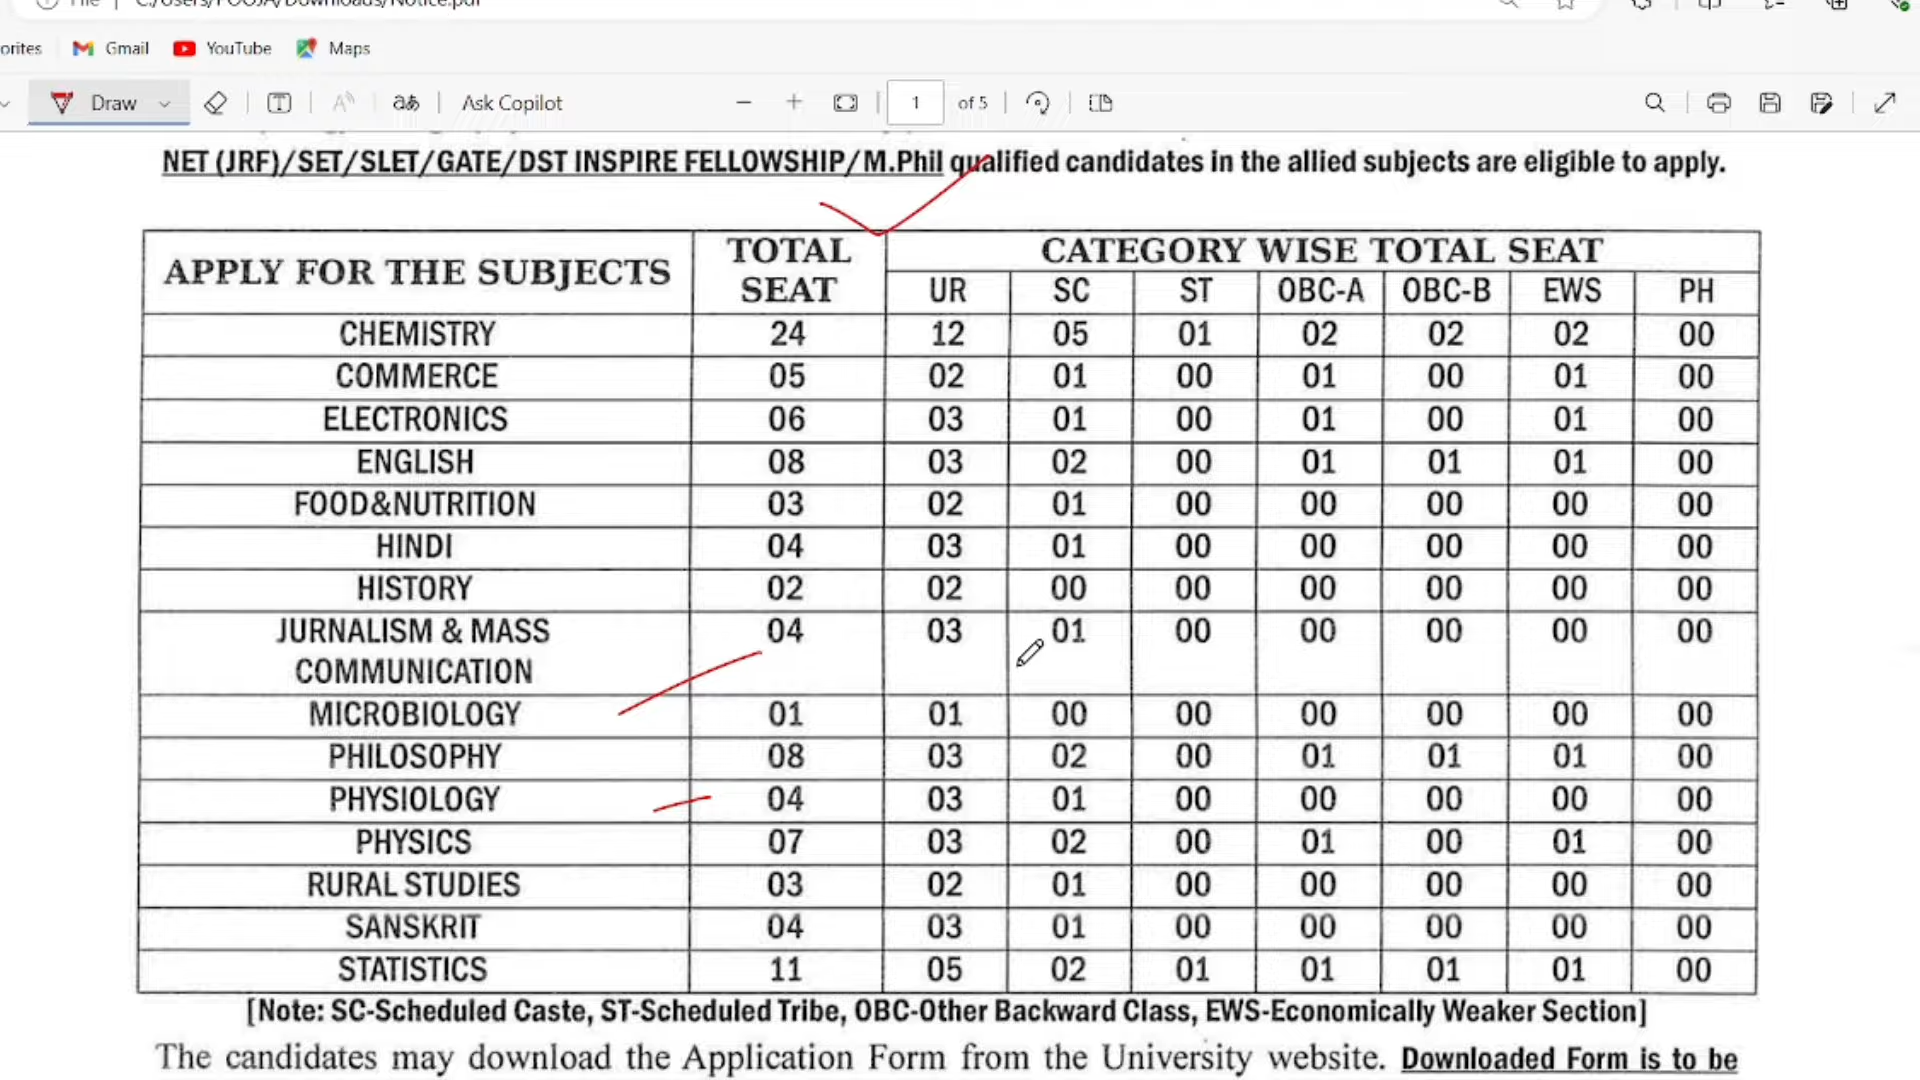 orites Gmail YouTube Maps
Draw Ask Copilot 1 of 5
NET (JRF)/SET/SLET/GATE/DST INSPIRE FELLOWSHIP/M.Phil qualified candidates in the allied subjects are eligible to apply.
APPLY FOR THE SUBJECTS TOTAL SEAT CATEGORY WISE TOTAL SEAT
UR SC ST OBC-A OBC-B EWS PH
CHEMISTRY 24 12 05 01 02 02 02 00
COMMERCE 05 02 01 00 01 00 01 00
ELECTRONICS 06 03 01 00 01 00 01 00
ENGLISH 08 03 02 00 01 01 01 00
FOOD&NUTRITION 03 02 01 00 00 00 00 00
HINDI 04 03 01 00 00 00 00 00
HISTORY 02 02 00 00 00 00 00 00
JURNALISM & MASS 04 03 01 00 00 00 00 00
COMMUNICATION
MICROBIOLOGY 01 01 00 00 00 00 00 00
PHILOSOPHY 08 03 02 00 01 01 01 00
PHYSIOLOGY 04 03 01 00 00 00 00 00
PHYSICS 07 03 02 00 01 00 01 00
RURAL STUDIES 03 02 01 00 00 00 00 00
SANSKRIT 04 03 01 00 00 00 00 00
STATISTICS 11 05 02 01 01 01 01 00
[Note: SC-Scheduled Caste, ST-Scheduled Tribe, OBC-Other Backward Class, EWS-Economically Weaker Section]
The candidates may download the Application Form from the University website. Downloaded Form is to be